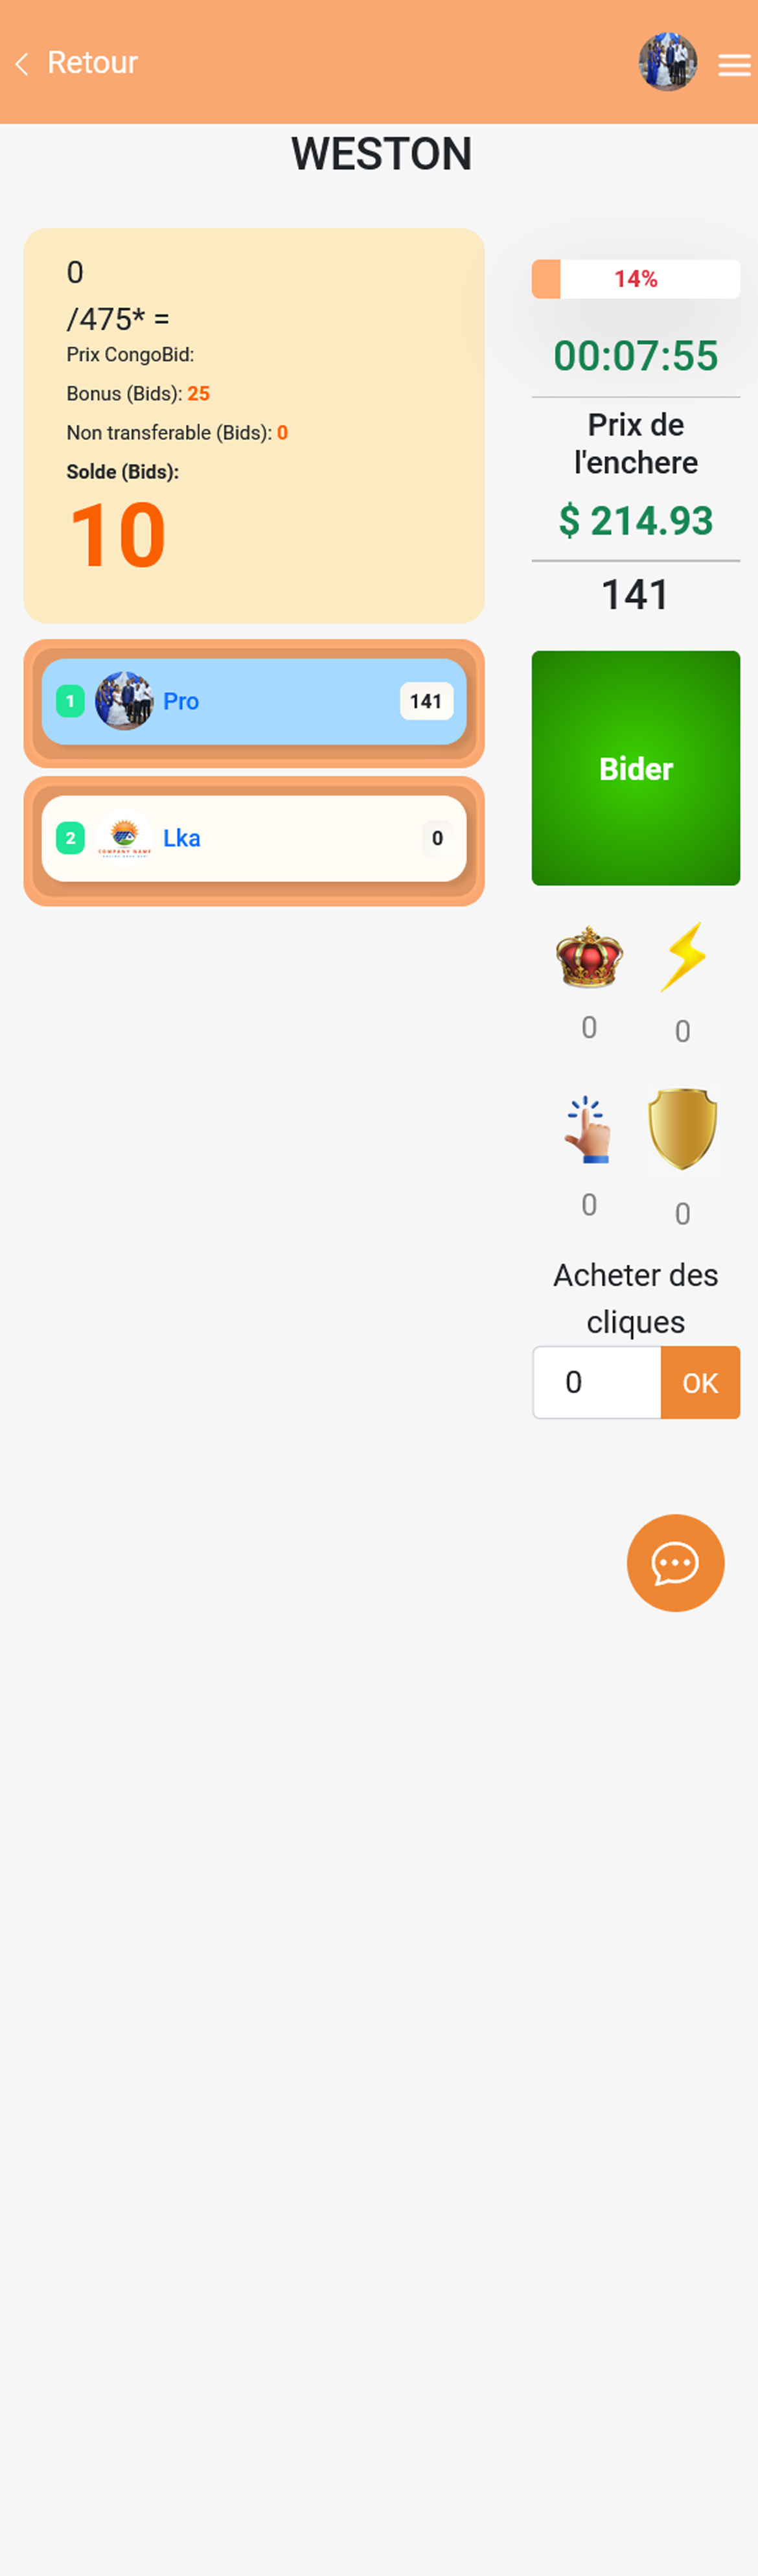 Retour
WESTON
0
/475* =
Prix CongoBid:
Bonus (Bids): 25
Non transferable (Bids): 0
Solde (Bids):
10
1 Pro 141
2 Lka 0
14%
00:07:55
Prix de
l'enchere
$ 214.93
141
Bider
0 0
0 0
Acheter des
cliques
0 OK